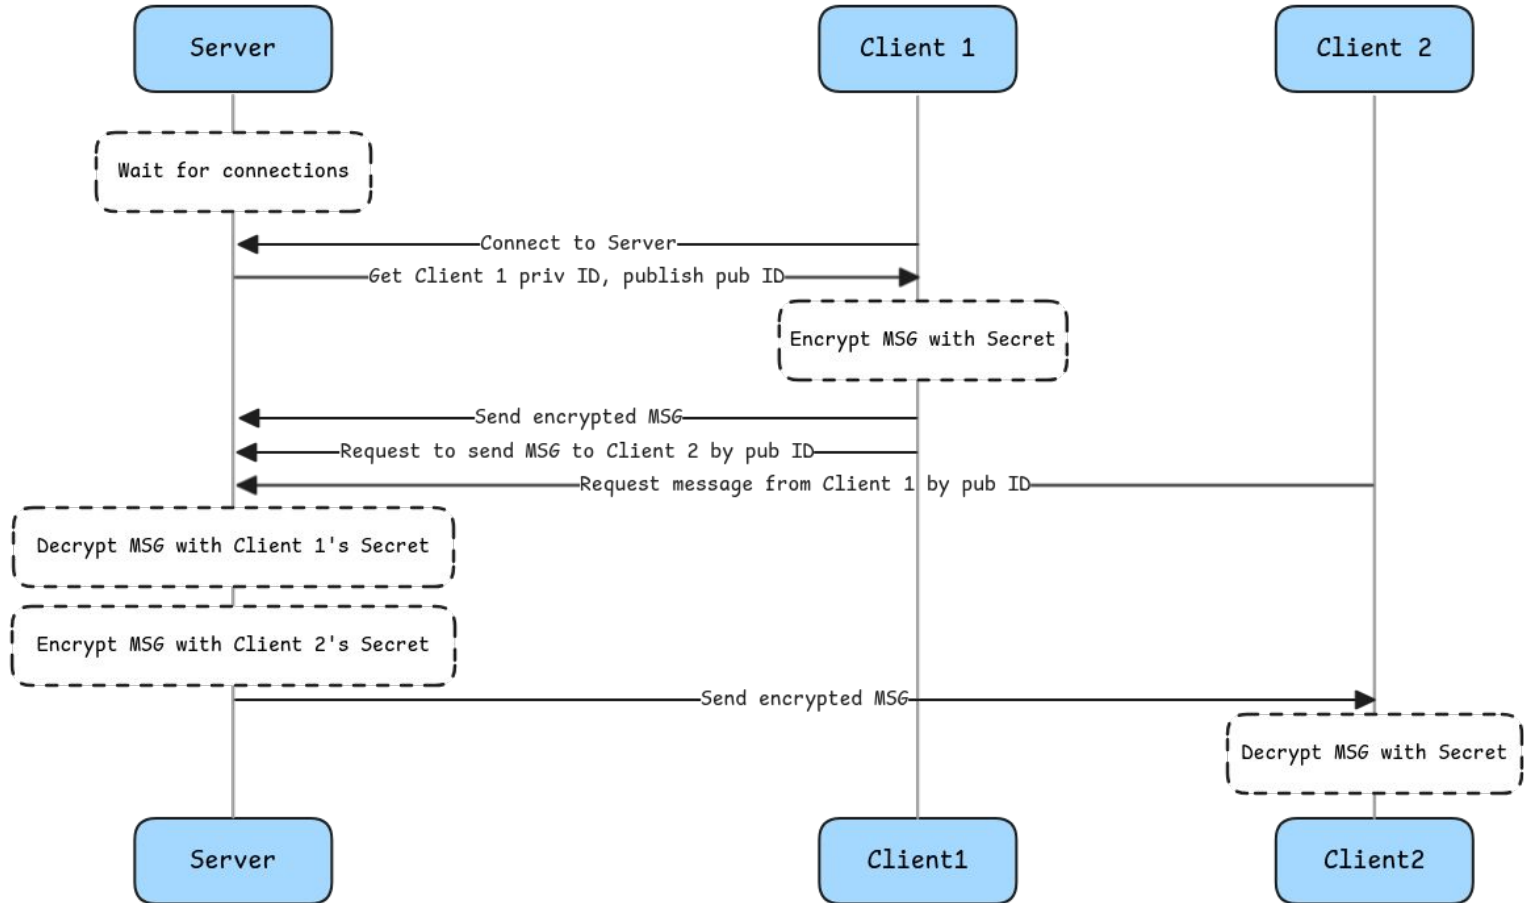 Server
Client 1
Client 2
Wait for connections
Connect to Server
Get Client 1 priv ID, publish pub ID
Encrypt MSG with Secret
Send encrypted MSG
Request to send MSG to Client 2 by pub ID
Request message from Client 1 by pub ID
Decrypt MSG with Client 1's Secret
Encrypt MSG with Client 2's Secret
Send encrypted MSG
Decrypt MSG with Secret
Server
Client1
Client2